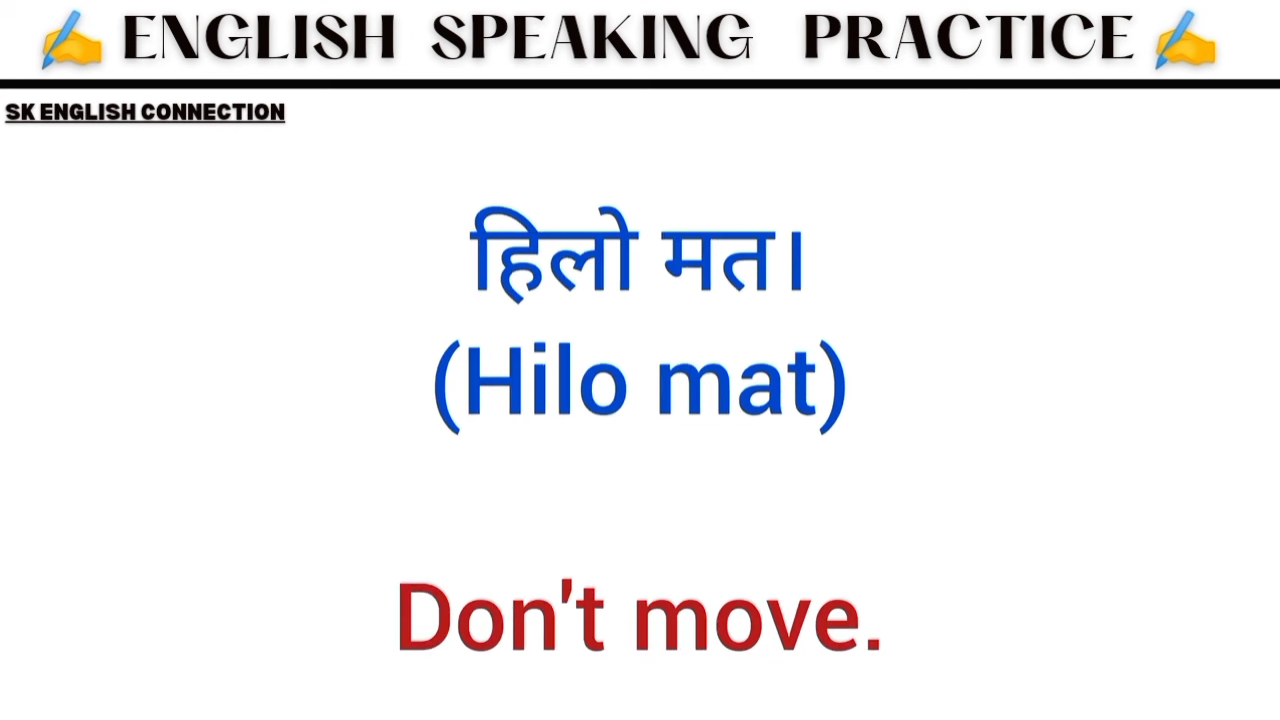 ✍️ ENGLISH SPEAKING PRACTICE ✍️
SK ENGLISH CONNECTION
हिलो मत।
(Hilo mat)
Don't move.